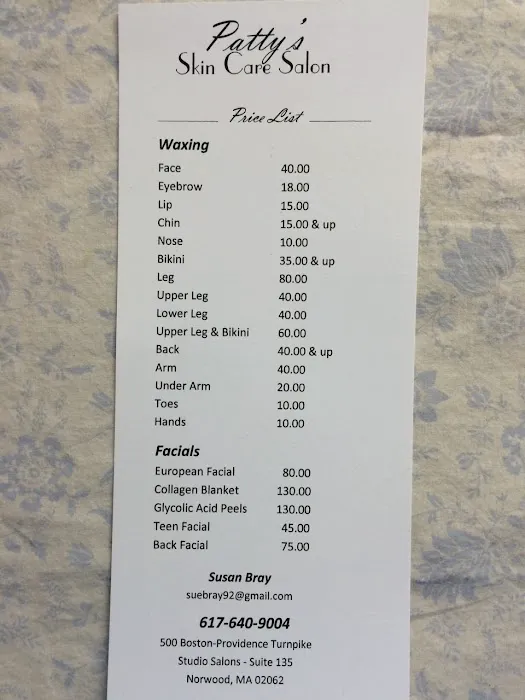 Patty's
Skin Care Salon
Price List
Waxing
Face 40.00
Eyebrow 18.00
Lip 15.00
Chin 15.00 & up
Nose 10.00
Bikini 35.00 & up
Leg 80.00
Upper Leg 40.00
Lower Leg 40.00
Upper Leg & Bikini 60.00
Back 40.00 & up
Arm 40.00
Under Arm 20.00
Toes 10.00
Hands 10.00
Facials
European Facial 80.00
Collagen Blanket 130.00
Glycolic Acid Peels 130.00
Teen Facial 45.00
Back Facial 75.00
Susan Bray
suebray92@gmail.com
617-640-9004
500 Boston-Providence Turnpike
Studio Salons - Suite 135
Norwood, MA 02062